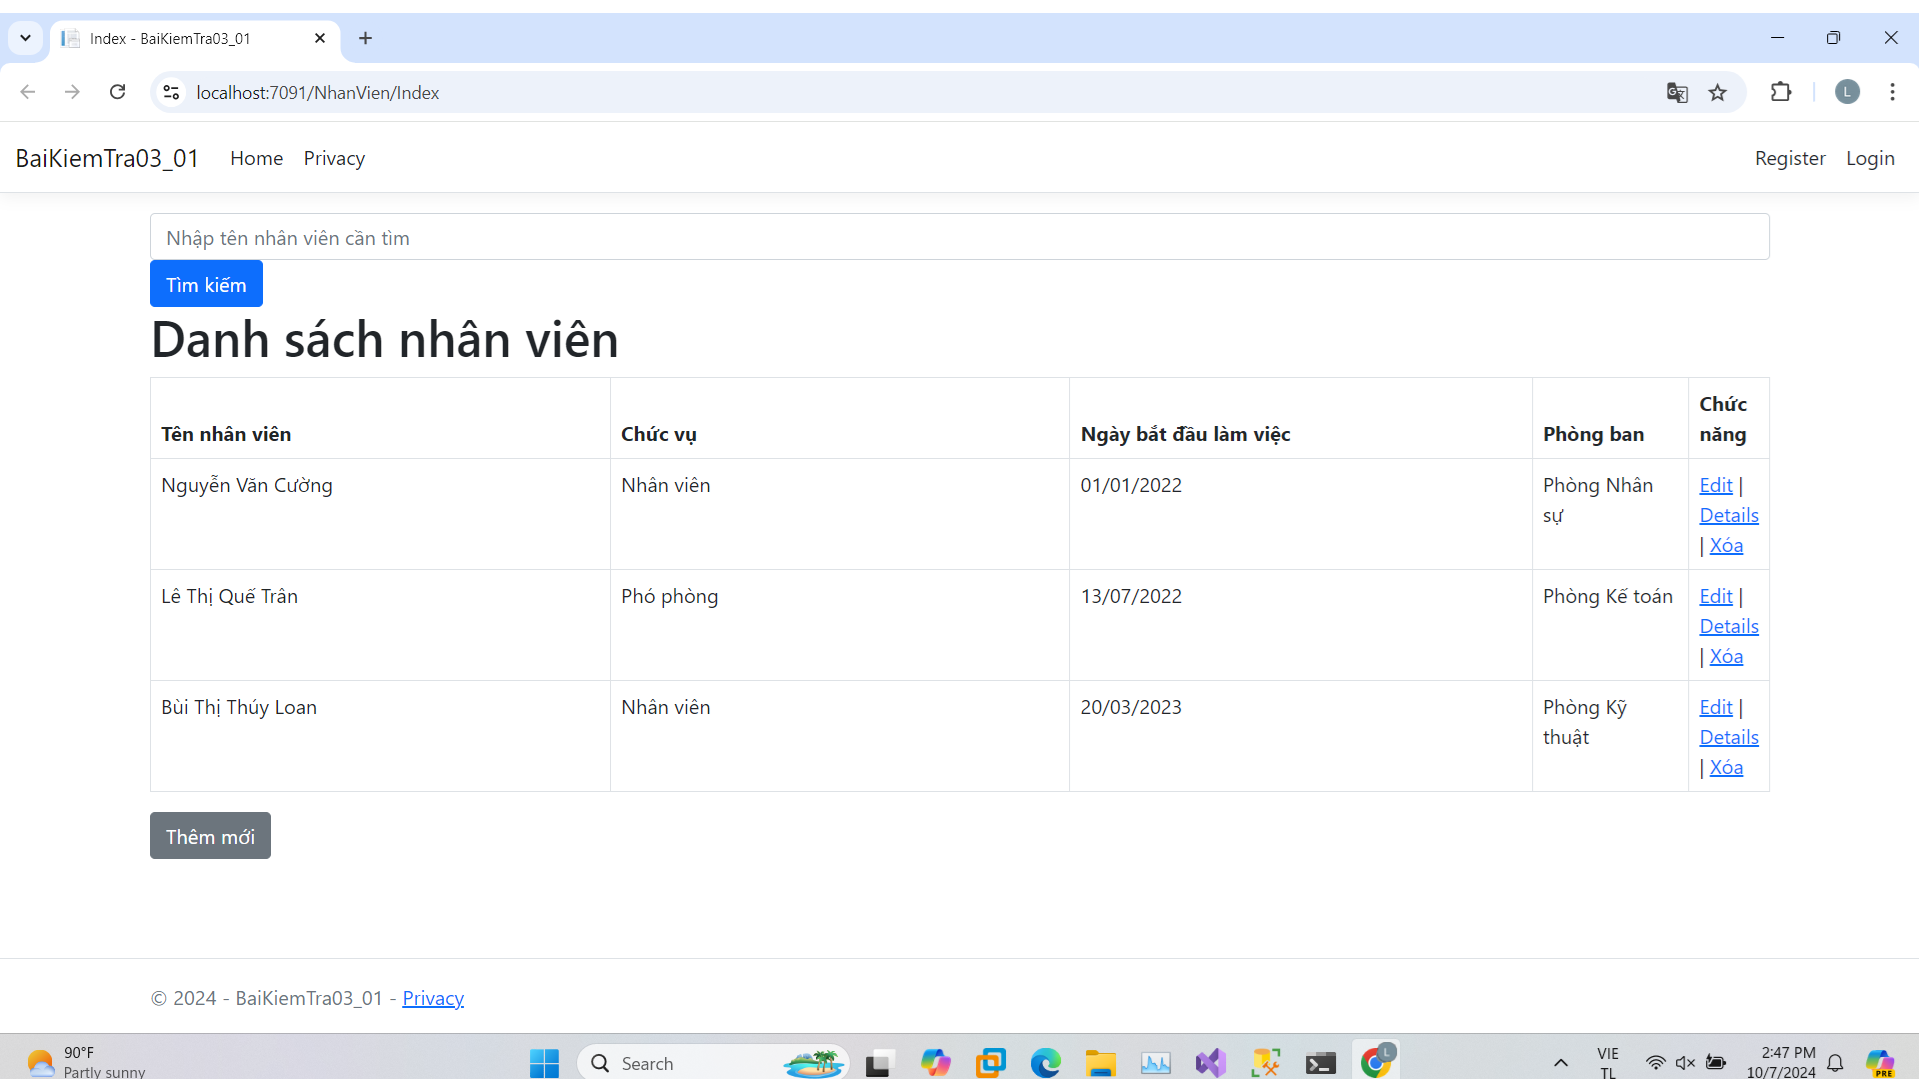 Index - BaiKiemTra03_01
localhost:7091/NhanVien/Index
L
BaiKiemTra03_01 Home Privacy Register Login
Nhập tên nhân viên cần tìm
Tìm kiếm
Danh sách nhân viên
Tên nhân viên Chức vụ Ngày bắt đầu làm việc Phòng ban Chức năng
Nguyễn Văn Cường Nhân viên 01/01/2022 Phòng Nhân sự Edit | Details | Xóa
Lê Thị Quế Trân Phó phòng 13/07/2022 Phòng Kế toán Edit | Details | Xóa
Bùi Thị Thúy Loan Nhân viên 20/03/2023 Phòng Kỹ thuật Edit | Details | Xóa
Thêm mới
© 2024 - BaiKiemTra03_01 - Privacy
90°F
Partly sunny
Search
L
VIE
TL
2:47 PM
10/7/2024
PRE